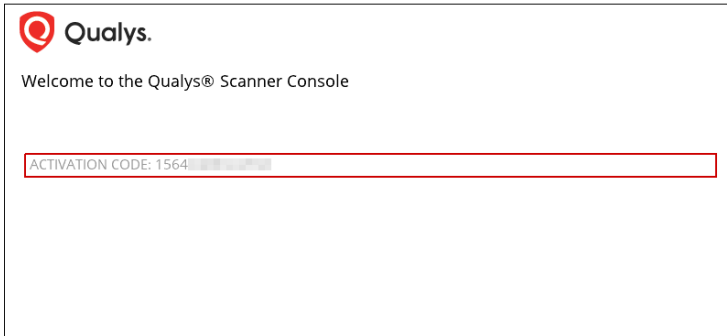 Qualys.
Welcome to the Qualys® Scanner Console
ACTIVATION CODE: 1564